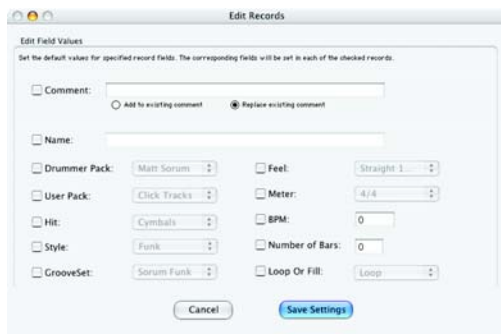 Edit Records
Edit Field Values
Set the default values for specified record fields. The corresponding fields will be set in each of the checked records.
Comment:
Add to existing comment Replace existing comment
Name:
Drummer Pack: Matt Sorum Feel: Straight 1...
User Pack: Click Tracks Meter: 4/4
Hit: Cymbals BPM: 0
Style: Funk Number of Bars: 0
GrooveSet: Sorum Funk Loop Or Fill: Loop
Cancel Save Settings